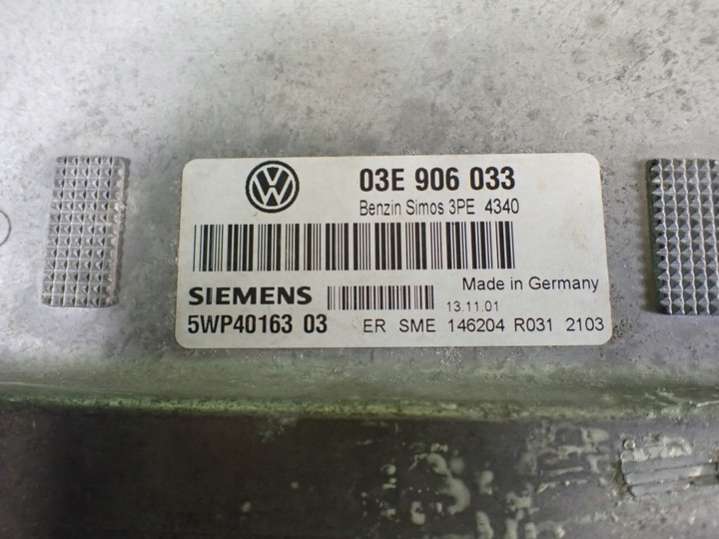 03E 906 033
Benzin Simos 3PE 4340
Made in Germany
SIEMENS
13.11.01
5WP40163 03 ER SME 146204 R031 2103